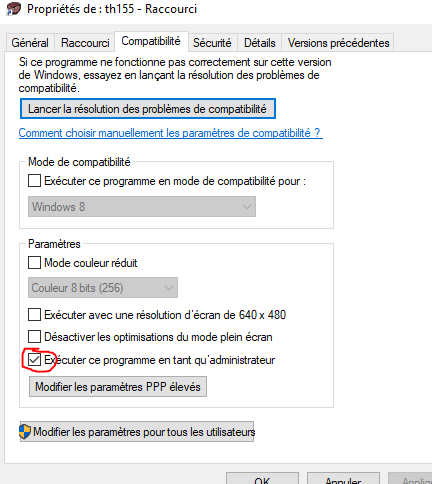 Propriétés de : th155 - Raccourci
Général Raccourci Compatibilité Sécurité Détails Versions précédentes
Si ce programme ne fonctionne pas correctement sur cette version
de Windows, essayez en lançant la résolution des problèmes de
compatibilité.
Lancer la résolution des problèmes de compatibilité
Comment choisir manuellement les paramètres de compatibilité ?
Mode de compatibilité
Exécuter ce programme en mode de compatibilité pour :
Windows 8
Paramètres
Mode couleur réduit
Couleur 8 bits (256)
Exécuter avec une résolution d'écran de 640 x 480
Désactiver les optimisations du mode plein écran
Exécuter ce programme en tant qu'administrateur
Modifier les paramètres PPP élevés
Modifier les paramètres pour tous les utilisateurs
OK Annuler Appliq